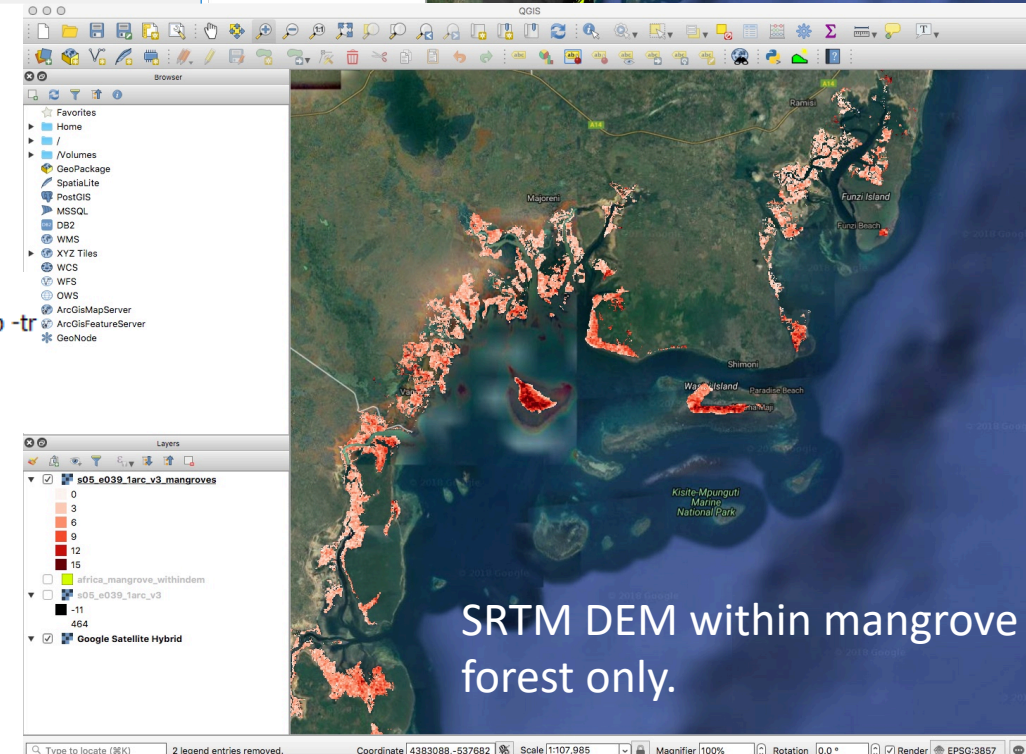 QGIS
Browser
Favorites
Home
/
/Volumes
GeoPackage
SpatiaLite
PostGIS
MSSQL
DB2
WMS
XYZ Tiles
WCS
WFS
OWS
ArcGisMapServer
-tr
ArcGisFeatureServer
GeoNode
Layers
s05_e039_1arc_v3_mangroves
0
3
6
9
12
15
africa_mangrove_withindem
s05_e039_1arc_v3
-11
464
Google Satellite Hybrid
A14
Ramisi
A14
Majoreni
Funzi Island
Funzi Beach
Shimoni
Island
Paradise Beach
Kisite-Mpunguti
Marine
National Park
SRTM DEM within mangrove
forest only.
Type to locate (⌘K)
2 legend entries removed.
Coordinate 4383088,-537682
Scale 1:107,985
Magnifier 100%
Rotation 0.0 °
Render
EPSG:3857